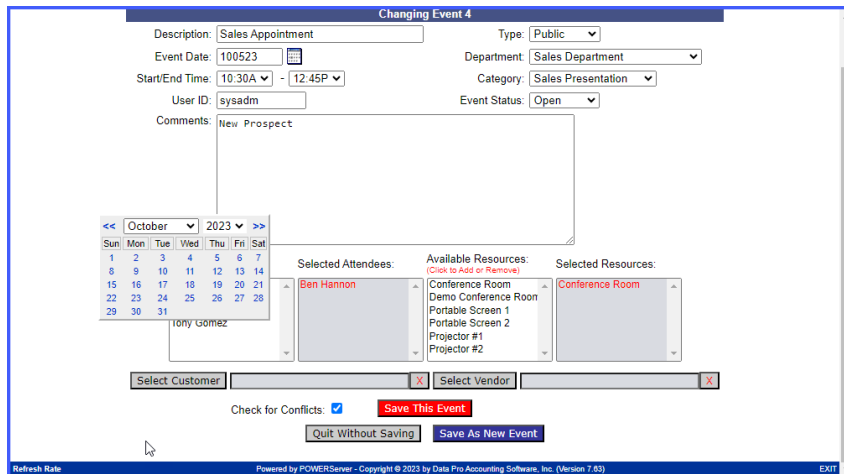 Changing Event 4
Description: Sales Appointment Type: Public
Event Date: 100523 Department: Sales Department
Start/End Time: 10:30A - 12:45P Category: Sales Presentation
User ID: sysadm Event Status: Open
Comments: New Prospect
<< October 2023 >>
Sun Mon Tue Wed Thu Fri Sat
1 2 3 4 5 6 7
8 9 10 11 12 13 14
15 16 17 18 19 20 21
22 23 24 25 26 27 28
29 30 31
Selected Attendees: Available Resources: Selected Resources:
(Click to Add or Remove)
Ben Hannon Conference Room Conference Room
Demo Conference Room
Portable Screen 1
Tony Gomez Portable Screen 2
Projector #1
Projector #2
Select Customer X Select Vendor X
Check for Conflicts: Save This Event
Quit Without Saving Save As New Event
Refresh Rate Powered by POWERServer - Copyright © 2023 by Data Pro Accounting Software, Inc. (Version 7.63) EXIT